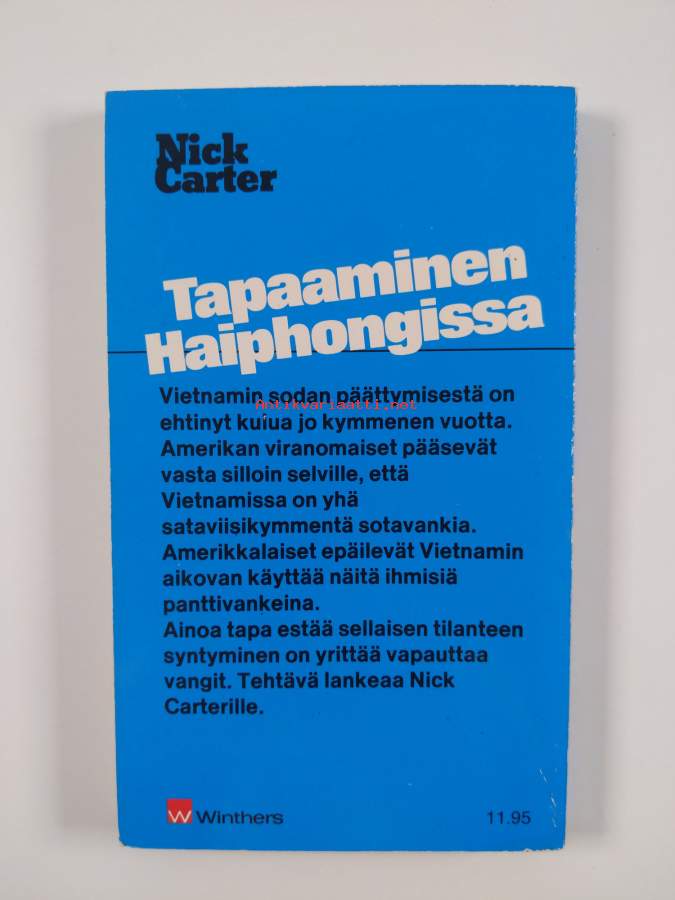 Nick
Carter
Tapaaminen
Haiphongissa
Vietnamin sodan päättymisestä on
Antikvariaatti.net
ehtinyt kulua jo kymmenen vuotta.
Amerikan viranomaiset pääsevät
vasta silloin selville, että
Vietnamissa on yhä
sataviisikymmentä sotavankia.
Amerikkalaiset epäilevät Vietnamin
aikovan käyttää näitä ihmisiä
panttivankeina.
Ainoa tapa estää sellaisen tilanteen
syntyminen on yrittää vapauttaa
vangit. Tehtävä lankeaa Nick
Carterille.
W Winthers
11.95